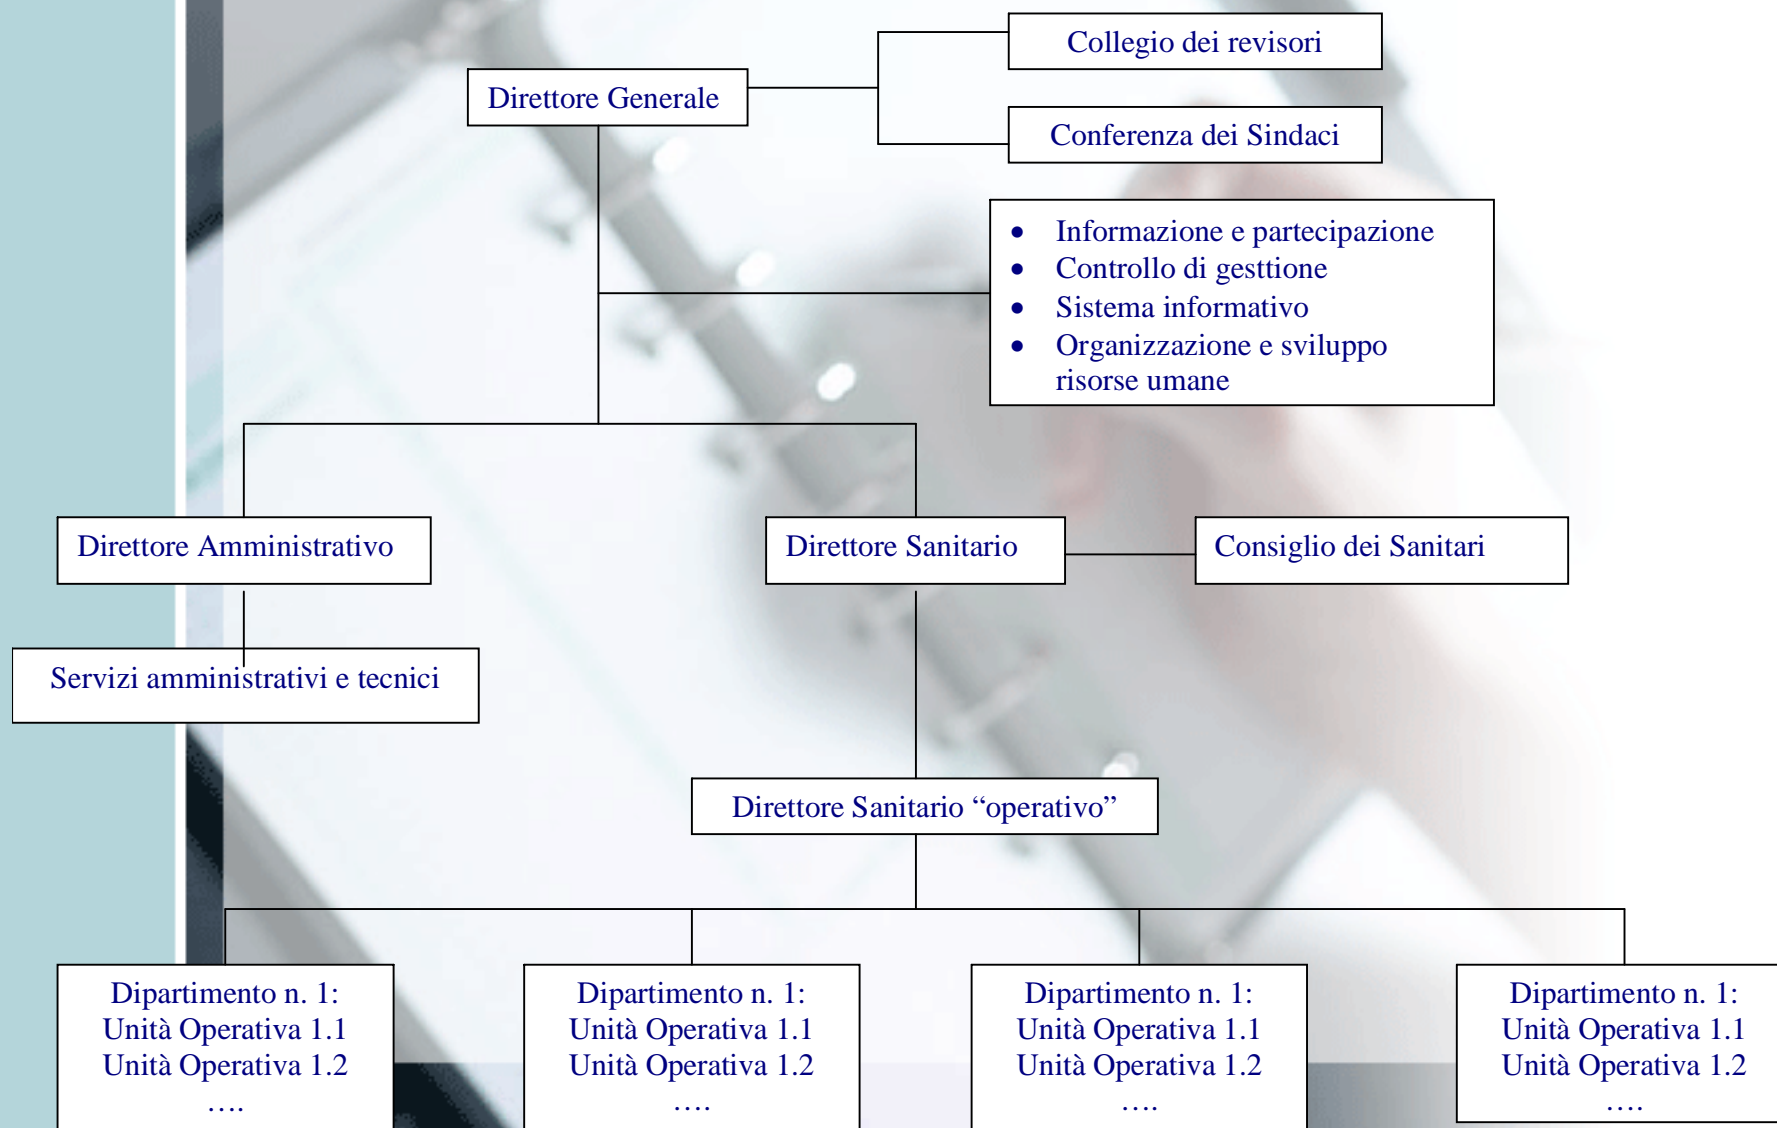 Collegio dei revisori
Direttore Generale
Conferenza dei Sindaci
• Informazione e partecipazione
• Controllo di gesttione
• Sistema informativo
• Organizzazione e sviluppo
risorse umane
Direttore Amministrativo
Direttore Sanitario
Consiglio dei Sanitari
Servizi amministrativi e tecnici
Direttore Sanitario “operativo”
Dipartimento n. 1:
Unità Operativa 1.1
Unità Operativa 1.2
….
Dipartimento n. 1:
Unità Operativa 1.1
Unità Operativa 1.2
….
Dipartimento n. 1:
Unità Operativa 1.1
Unità Operativa 1.2
….
Dipartimento n. 1:
Unità Operativa 1.1
Unità Operativa 1.2
….